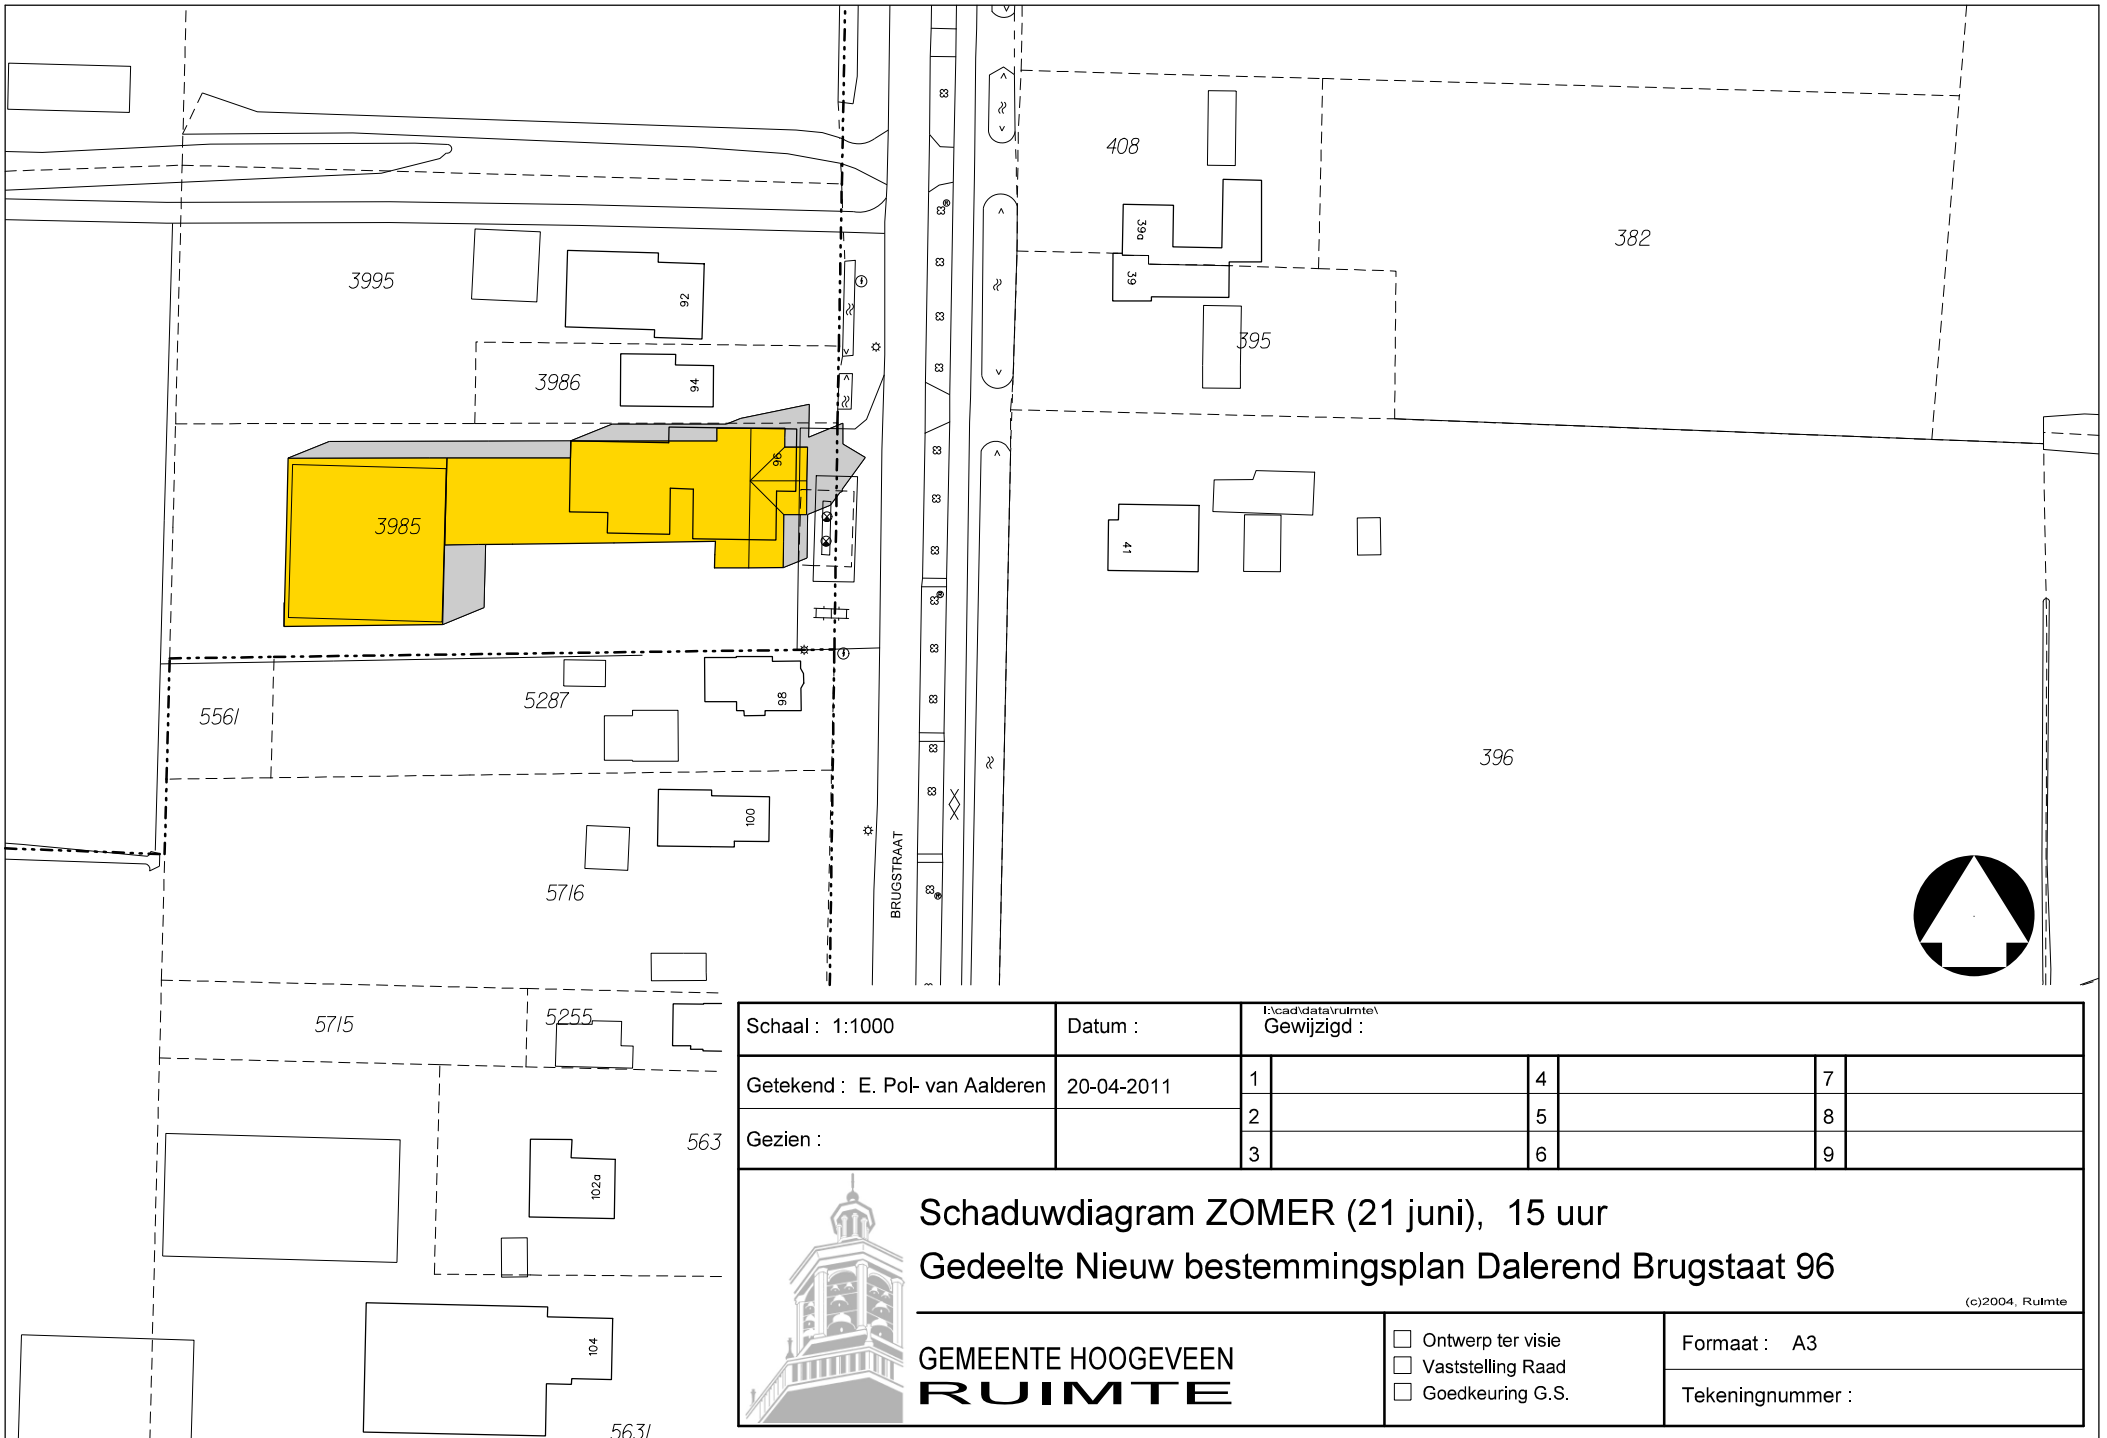 408
39a
382
3995
92
39
395
3986
94
96
3985
41
5287
98
5561
396
100
BRUGSTRAAT
5716
5715
5255
563
102a
104
5631
Schaal : 1:1000
Datum :
I:\cad\data\ruimte\
Gewijzigd :
Getekend : E. Pol- van Aalderen
20-04-2011
Gezien :
1
4
7
2
5
8
3
6
9
Schaduwdiagram ZOMER (21 juni), 15 uur
Gedeelte Nieuw bestemmingsplan Dalerend Brugstaat 96
(c)2004, Ruimte
GEMEENTE HOOGEVEEN
RUIMTE
Ontwerp ter visie
Vaststelling Raad
Goedkeuring G.S.
Formaat : A3
Tekeningnummer :